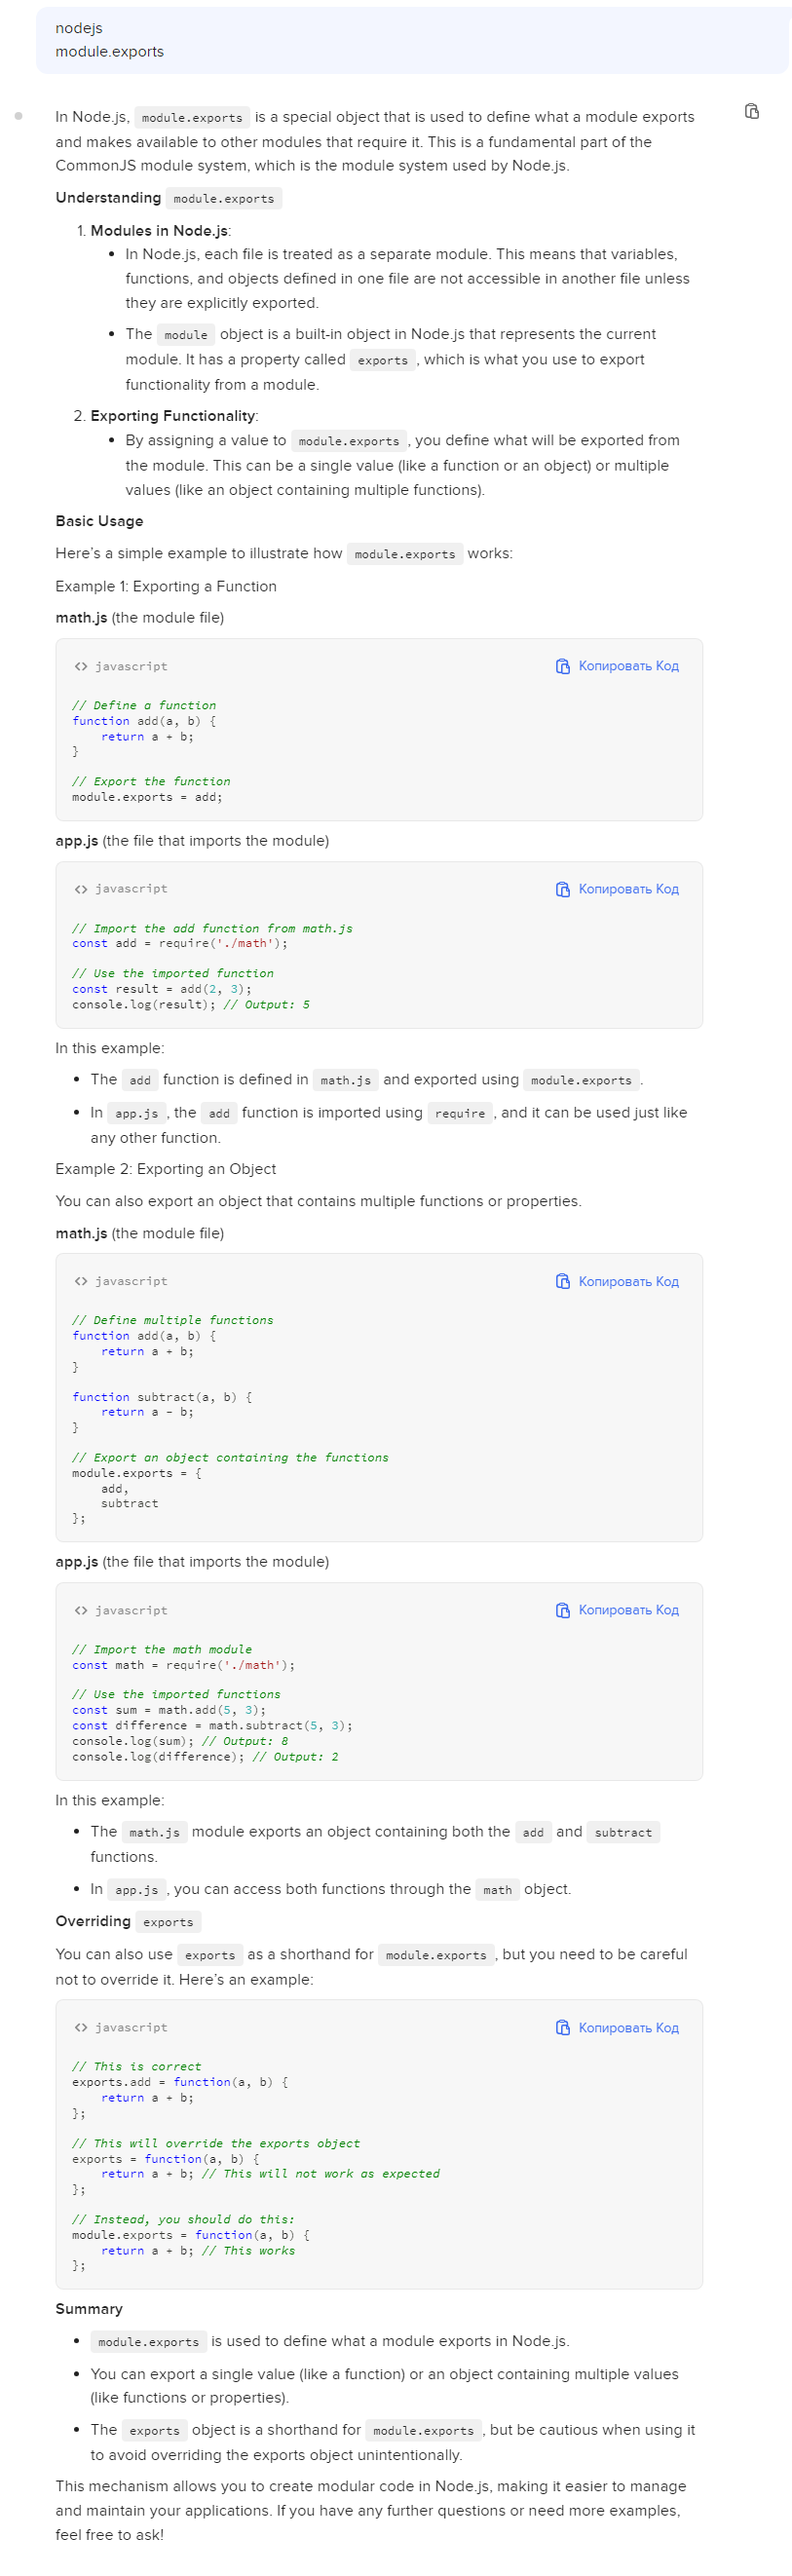 nodejs
module.exports
In Node.js, module.exports is a special object that is used to define what a module exports
and makes available to other modules that require it. This is a fundamental part of the
CommonJS module system, which is the module system used by Node.js.
Understanding module.exports
1. Modules in Node.js:
• In Node.js, each file is treated as a separate module. This means that variables,
functions, and objects defined in one file are not accessible in another file unless
they are explicitly exported.
• The module object is a built-in object in Node.js that represents the current
module. It has a property called exports, which is what you use to export
functionality from a module.
2. Exporting Functionality:
• By assigning a value to module.exports, you define what will be exported from
the module. This can be a single value (like a function or an object) or multiple
values (like an object containing multiple functions).
Basic Usage
Here’s a simple example to illustrate how module.exports works:
Example 1: Exporting a Function
math.js (the module file)
<> javascript Копировать Код
// Define a function
function add(a, b) {
    return a + b;
}
// Export the function
module.exports = add;
app.js (the file that imports the module)
<> javascript Копировать Код
// Import the add function from math.js
const add = require('./math');
// Use the imported function
const result = add(2, 3);
console.log(result); // Output: 5
In this example:
• The add function is defined in math.js and exported using module.exports.
• In app.js, the add function is imported using require, and it can be used just like
any other function.
Example 2: Exporting an Object
You can also export an object that contains multiple functions or properties.
math.js (the module file)
<> javascript Копировать Код
// Define multiple functions
function add(a, b) {
    return a + b;
}
function subtract(a, b) {
    return a - b;
}
// Export an object containing the functions
module.exports = {
    add,
    subtract
};
app.js (the file that imports the module)
<> javascript Копировать Код
// Import the math module
const math = require('./math');
// Use the imported functions
const sum = math.add(5, 3);
const difference = math.subtract(5, 3);
console.log(sum); // Output: 8
console.log(difference); // Output: 2
In this example:
• The math.js module exports an object containing both the add and subtract
functions.
• In app.js, you can access both functions through the math object.
Overriding exports
You can also use exports as a shorthand for module.exports, but you need to be careful
not to override it. Here’s an example:
<> javascript Копировать Код
// This is correct
exports.add = function(a, b) {
    return a + b;
};
// This will override the exports object
exports = function(a, b) {
    return a + b; // This will not work as expected
};
// Instead, you should do this:
module.exports = function(a, b) {
    return a + b; // This works
};
Summary
• module.exports is used to define what a module exports in Node.js.
• You can export a single value (like a function) or an object containing multiple values
(like functions or properties).
• The exports object is a shorthand for module.exports, but be cautious when using it
to avoid overriding the exports object unintentionally.
This mechanism allows you to create modular code in Node.js, making it easier to manage
and maintain your applications. If you have any further questions or need more examples,
feel free to ask!